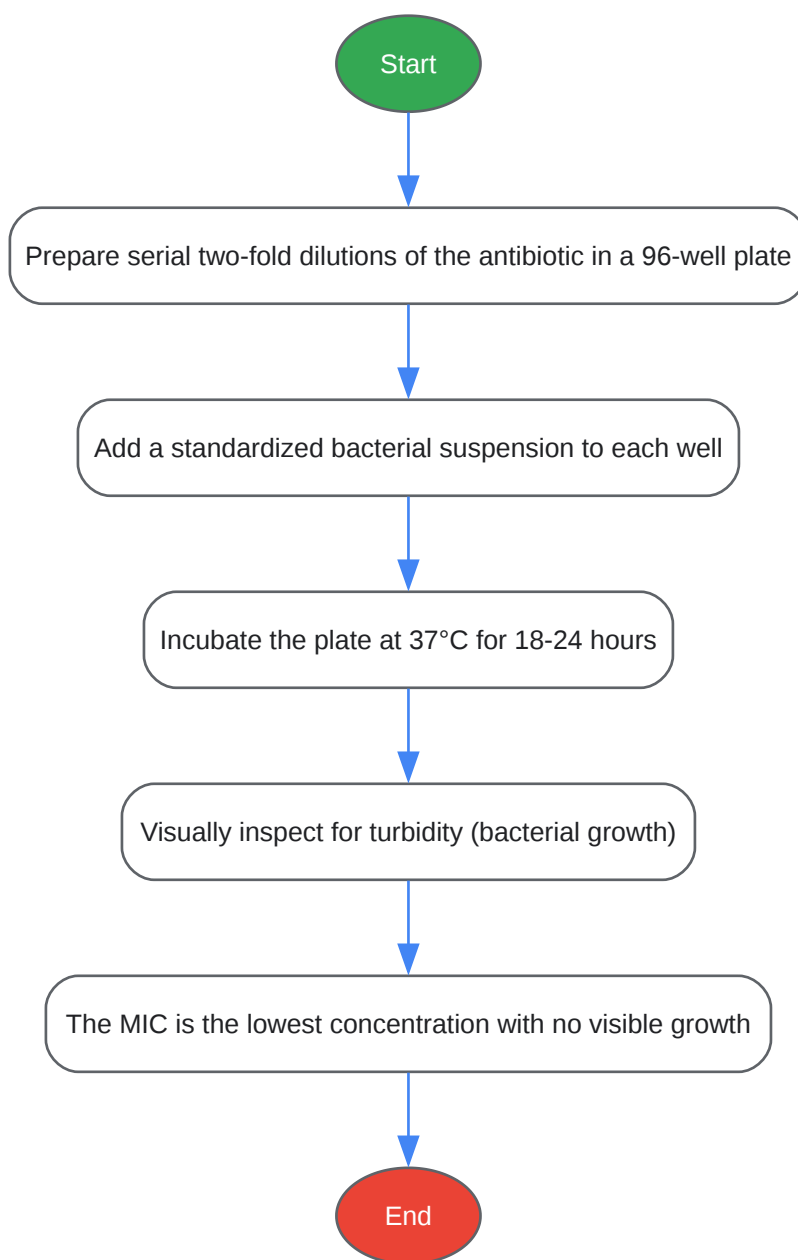 Start
Prepare serial two-fold dilutions of the antibiotic in a 96-well plate
Add a standardized bacterial suspension to each well
Incubate the plate at 37°C for 18-24 hours
Visually inspect for turbidity (bacterial growth)
The MIC is the lowest concentration with no visible growth
End